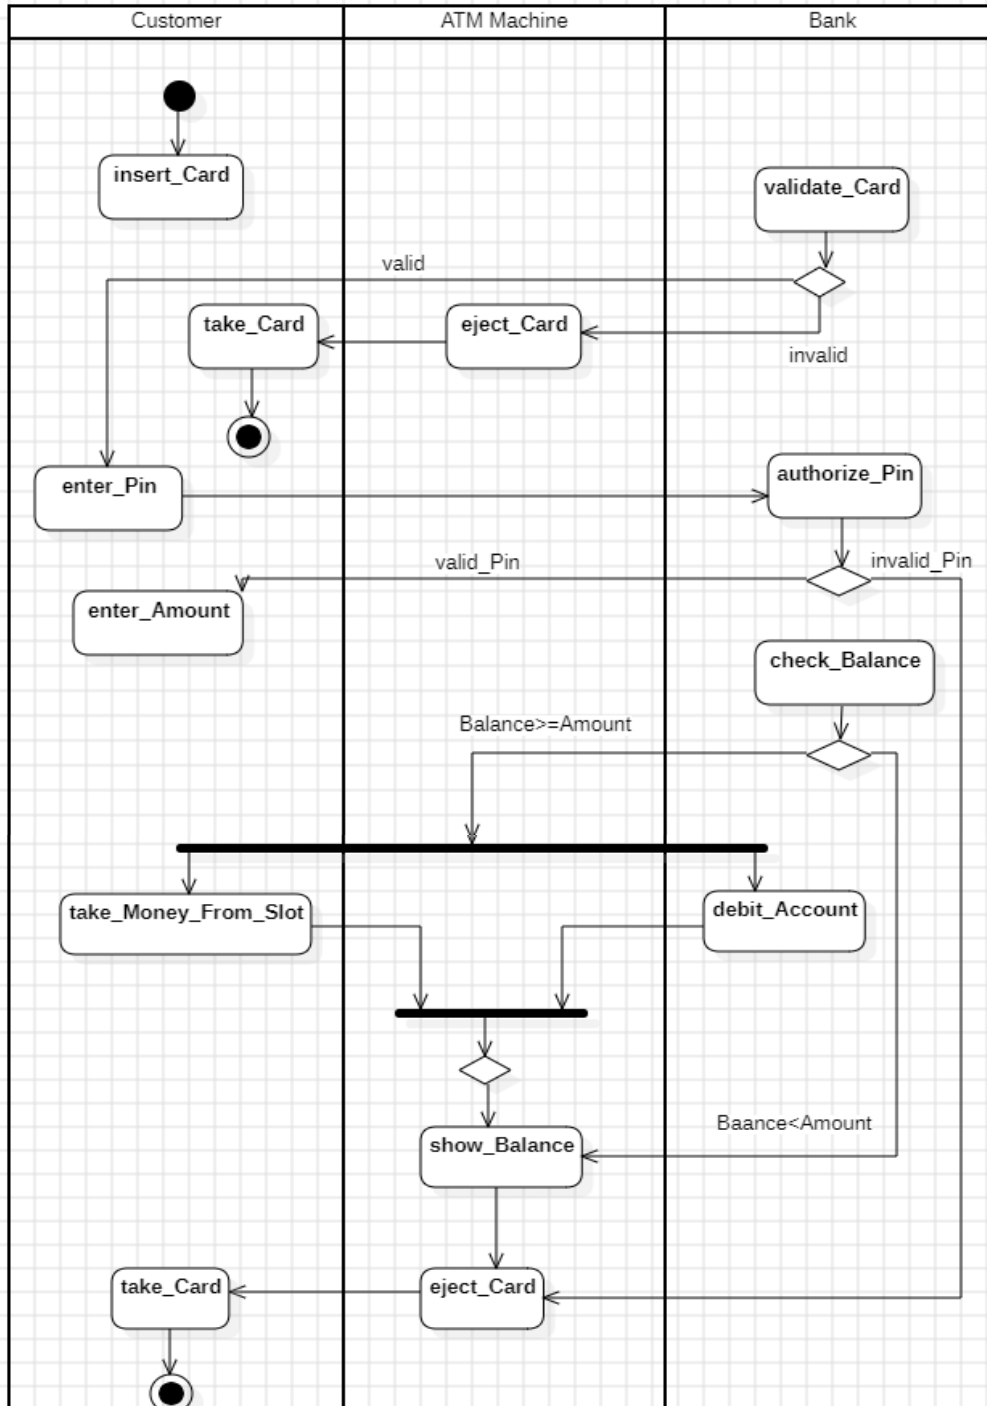 Customer
ATM Machine
Bank
insert_Card
validate_Card
valid
take_Card
eject_Card
invalid
enter_Pin
authorize_Pin
valid_Pin
invalid_Pin
enter_Amount
check_Balance
Balance>=Amount
take_Money_From_Slot
debit_Account
Baance<Amount
show_Balance
take_Card
eject_Card